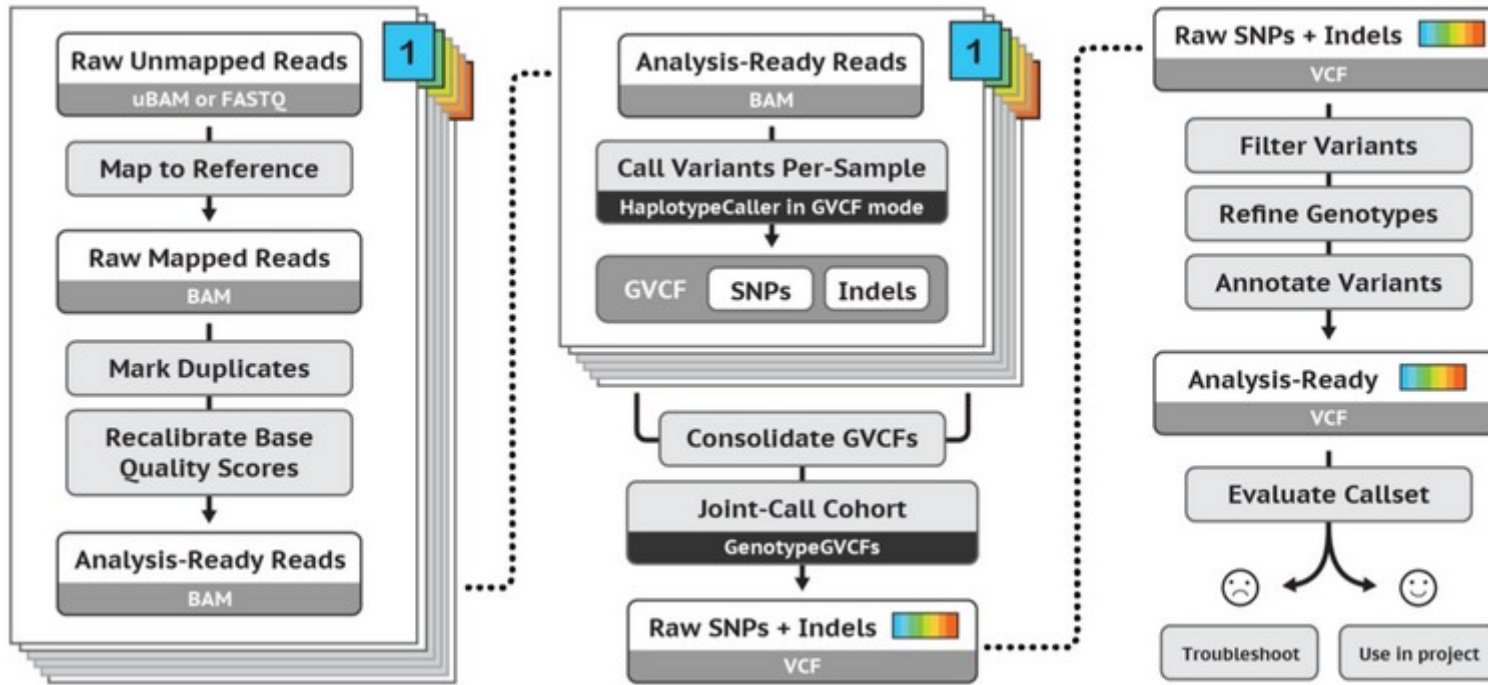 1
Raw Unmapped Reads
uBAM or FASTQ
Map to Reference
Raw Mapped Reads
BAM
Mark Duplicates
Recalibrate Base
Quality Scores
Analysis-Ready Reads
BAM
1
Analysis-Ready Reads
BAM
Call Variants Per-Sample
HaplotypeCaller in GVCF mode
GVCF SNPs Indels
Consolidate GVCFs
Joint-Call Cohort
GenotypeGVCFs
Raw SNPs + Indels
VCF
Raw SNPs + Indels
VCF
Filter Variants
Refine Genotypes
Annotate Variants
Analysis-Ready
VCF
Evaluate Callset
Troubleshoot Use in project